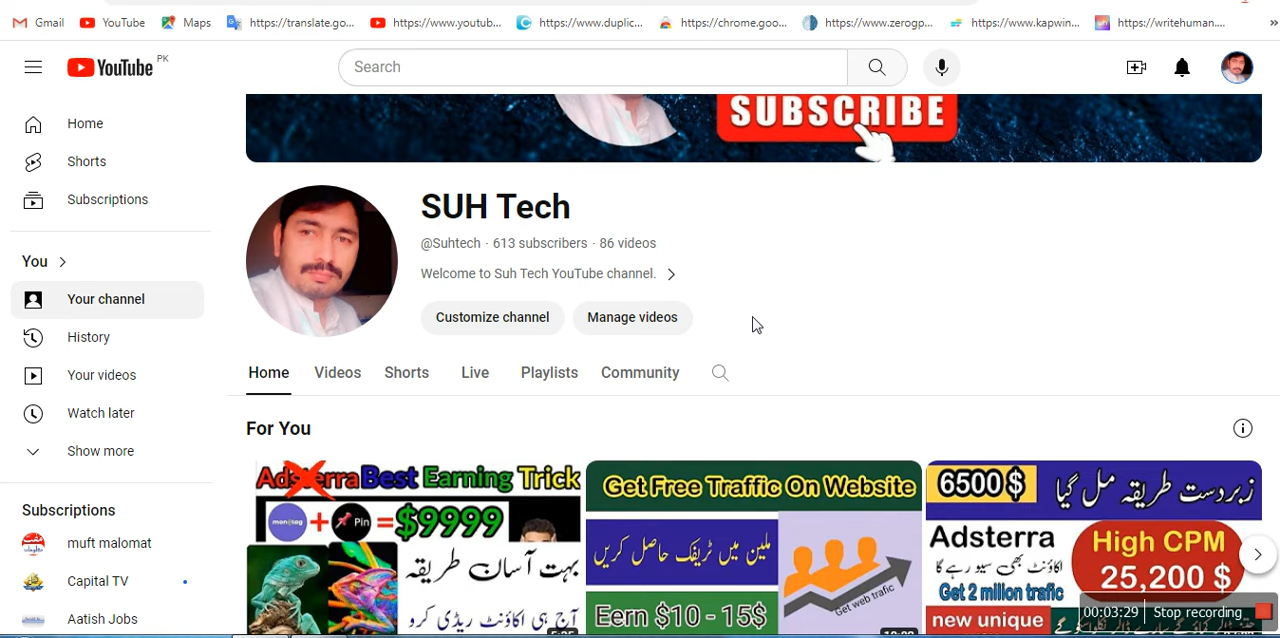 Gmail YouTube Maps https://translate.go... https://www.youtub... https://www.duplic... https://chrome.goo... https://www.zerogp... https://www.kapwin... https://writehuman.... »
YouTube PK
Search
Home
Shorts
Subscriptions
You
Your channel
History
Your videos
Watch later
Show more
Subscriptions
muft malomat
Capital TV
Aatish Jobs
SUBSCRIBE
SUH Tech
@Suhtech · 613 subscribers · 86 videos
Welcome to Suh Tech YouTube channel.
Customize channel Manage videos
Home Videos Shorts Live Playlists Community
For You
Adsterra Best Earning Trick
monetag + Pin = $9999
بہت آسان طریقہ
آج ہی اکاؤنٹ ریڈی کرو
Get Free Traffic On Website
ملین میں ٹریفک حاصل کریں
Get web trafic
Eern $10 - 15$
6500$ زبردست طریقہ مل گیا
Adsterra High CPM
اکاؤنٹ بھی سیو رہے گا 25,200 $
Get 2 milion trafic
new unique
00:03:29 Stop recording